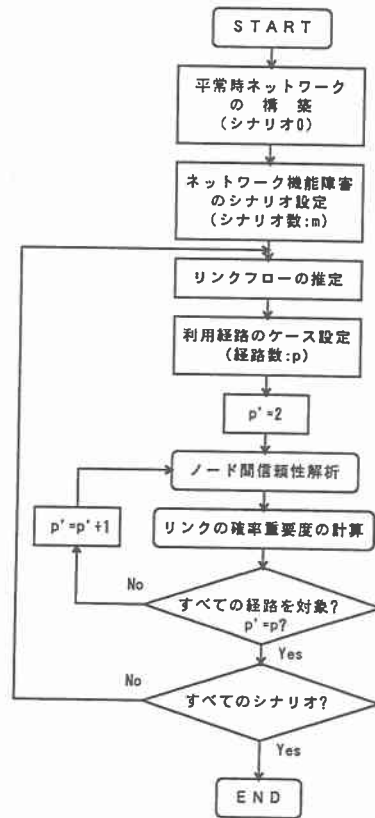 START
平常時ネットワーク
の構築
(シナリオ0)
ネットワーク機能障害
のシナリオ設定
(シナリオ数:m)
リンクフローの推定
利用経路のケース設定
(経路数:p)
p'=2
ノード間信頼性解析
p'=p'+1
リンクの確率重要度の計算
No
すべての経路を対象?
p'=p?
Yes
No
すべてのシナリオ?
Yes
END